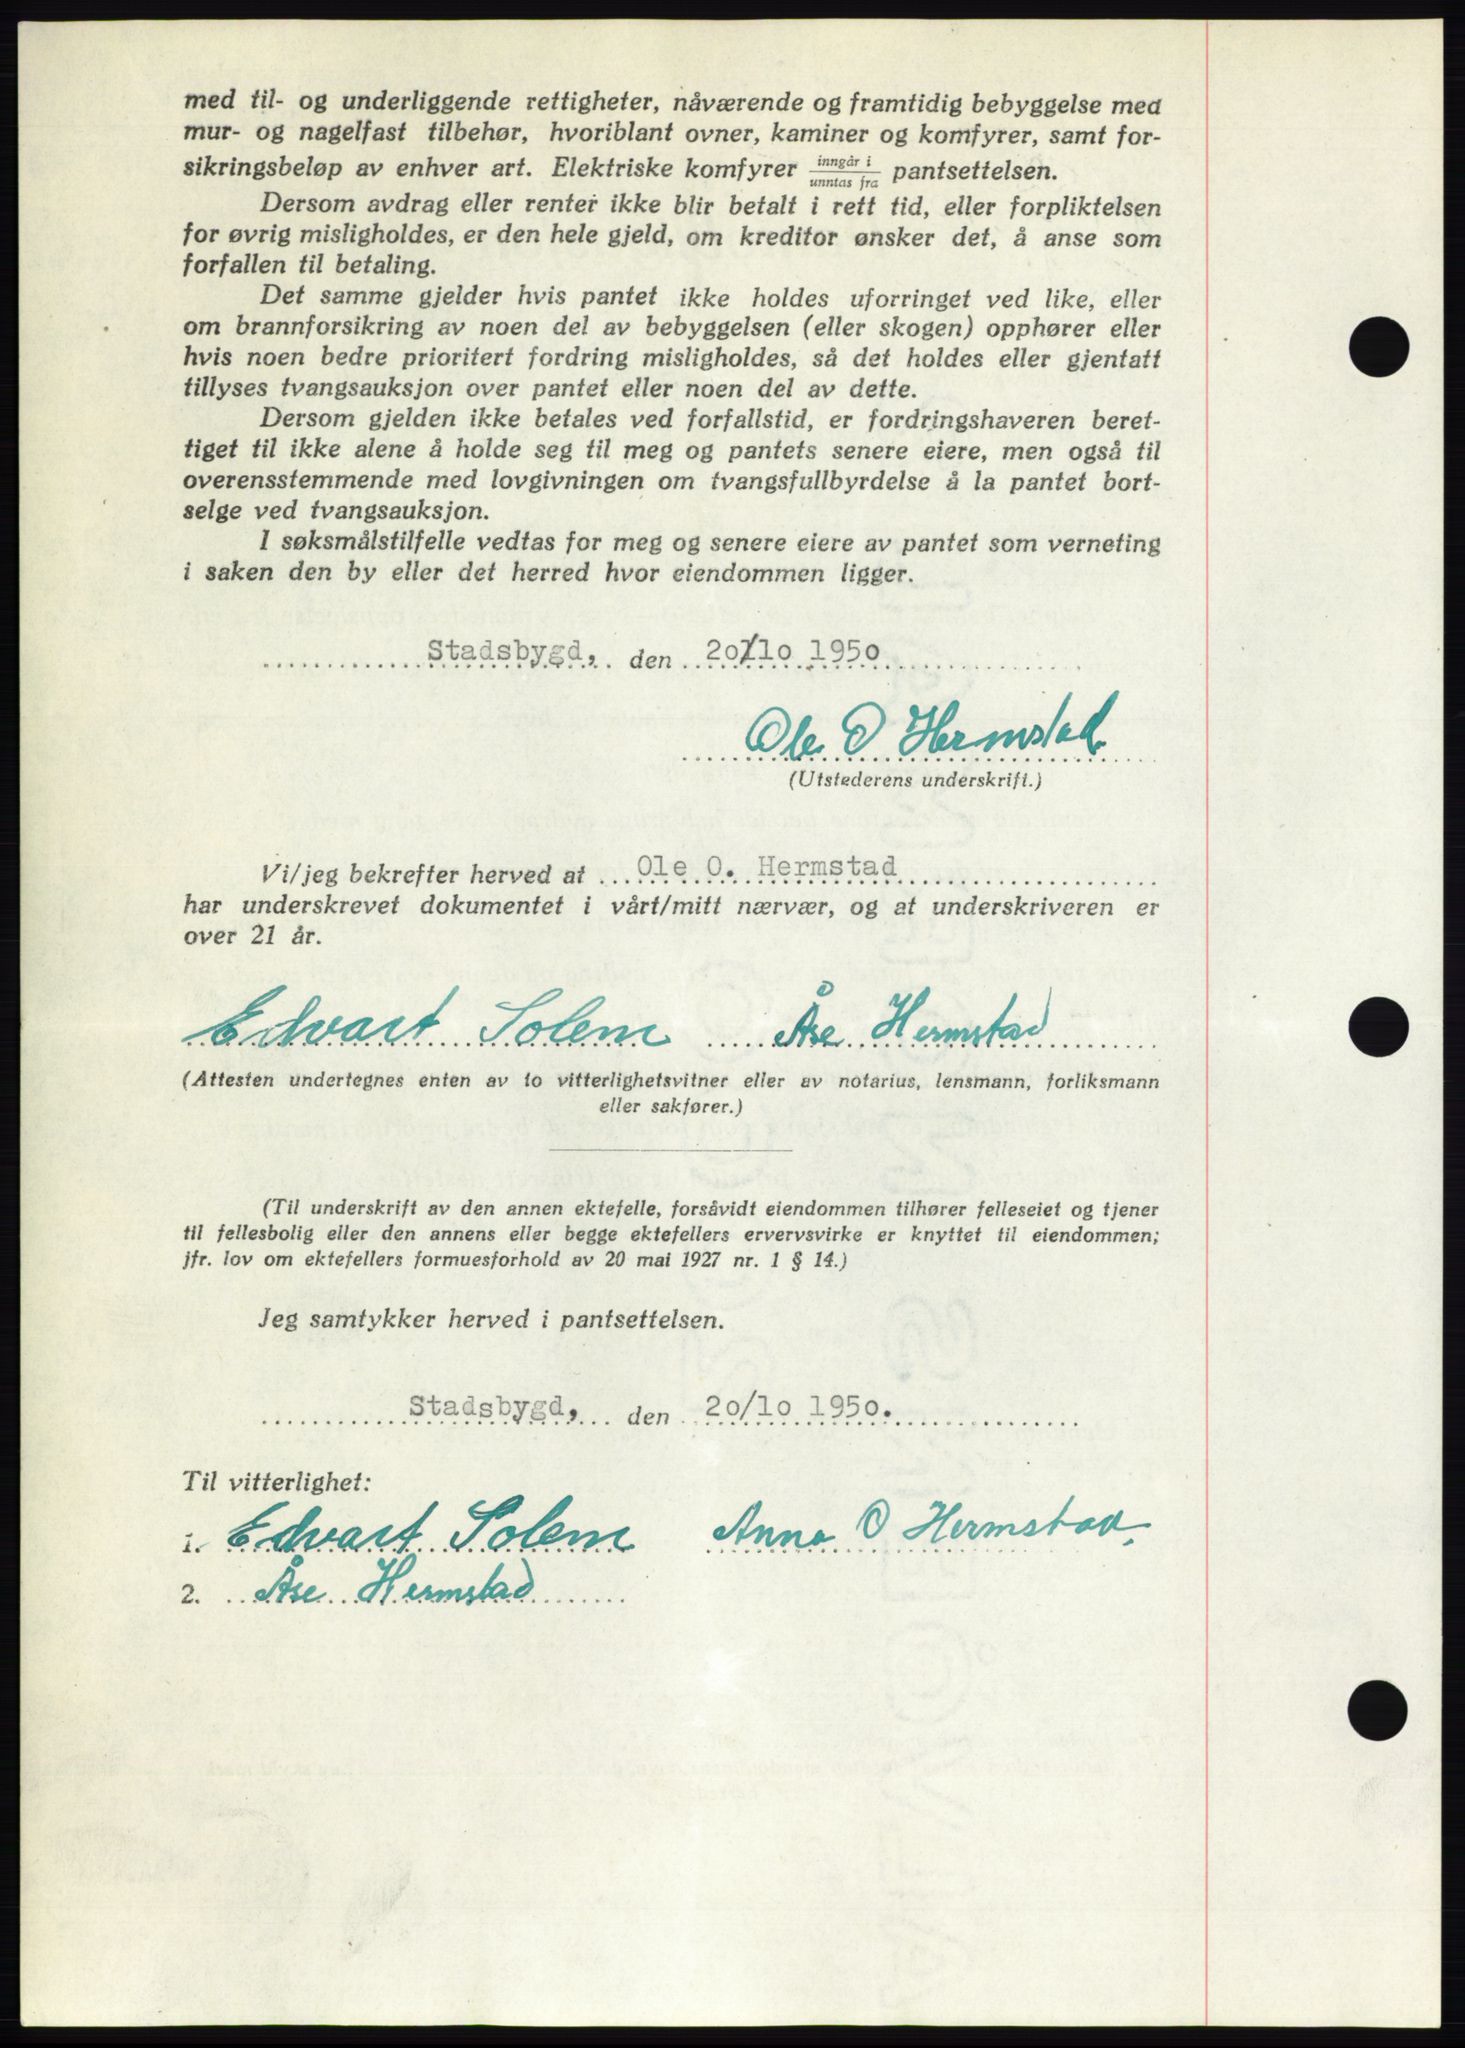 med til- og underliggende rettigheter, nåværende og framtidig bebyggelse med
mur- og nagelfast tilbehør, hvoriblant ovner, kaminer og komfyrer, samt for-
sikringsbeløp av enhver art. Elektriske komfyrer inngår i / unntas fra pantsettelsen.
Dersom avdrag eller renter ikke blir betalt i rett tid, eller forpliktelsen
for øvrig misligholdes, er den hele gjeld, om kreditor ønsker det, å anse som
forfallen til betaling.
Det samme gjelder hvis pantet ikke holdes uforringet ved like, eller
om brannforsikring av noen del av bebyggelsen (eller skogen) opphører eller
hvis noen bedre prioritert fordring misligholdes, så det holdes eller gjentatt
tillyses tvangsauksjon over pantet eller noen del av dette.
Dersom gjelden ikke betales ved forfallstid, er fordringshaveren beret-
tiget til ikke alene å holde seg til meg og pantets senere eiere, men også til
overensstemmende med lovgivningen om tvangsfullbyrdelse å la pantet bort-
selge ved tvangsauksjon.
I søksmålstilfelle vedtas for meg og senere eiere av pantet som verneting
i saken den by eller det herred hvor eiendommen ligger.
Stadsbygd, den 20/10 1950
Ole O Hermstad
(Utstederens underskrift.)
Vi/jeg bekrefter herved at Ole O. Hermstad
har underskrevet dokumentet i vårt/mitt nærvær, og at underskriveren er
over 21 år.
Edvart Solem Åse Hermstad
(Attesten undertegnes enten av to vitterlighetsvitner eller av notarius, lensmann, forliksmann
eller sakfører.)
(Til underskrift av den annen ektefelle, forsåvidt eiendommen tilhører felleseiet og tjener
til fellesbolig eller den annens eller begge ektefellers ervervsvirke er knyttet til eiendommen;
jfr. lov om ektefellers formuesforhold av 20 mai 1927 nr. 1 § 14.)
Jeg samtykker herved i pantsettelsen.
Stadsbygd, den 20/10 1950.
Til vitterlighet:
1. Edvart Solem Anna O Hermstad.
2. Åse Hermstad